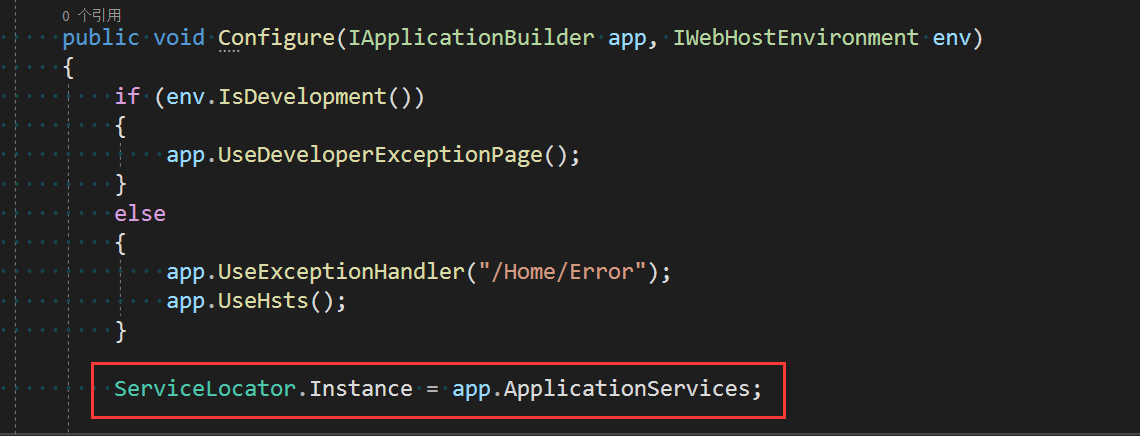 0 个引用
public void Configure(IApplicationBuilder app, IWebHostEnvironment env)
{
if (env.IsDevelopment())
{
app.UseDeveloperExceptionPage();
}
else
{
app.UseExceptionHandler("/Home/Error");
app.UseHsts();
}
ServiceLocator.Instance = app.ApplicationServices;